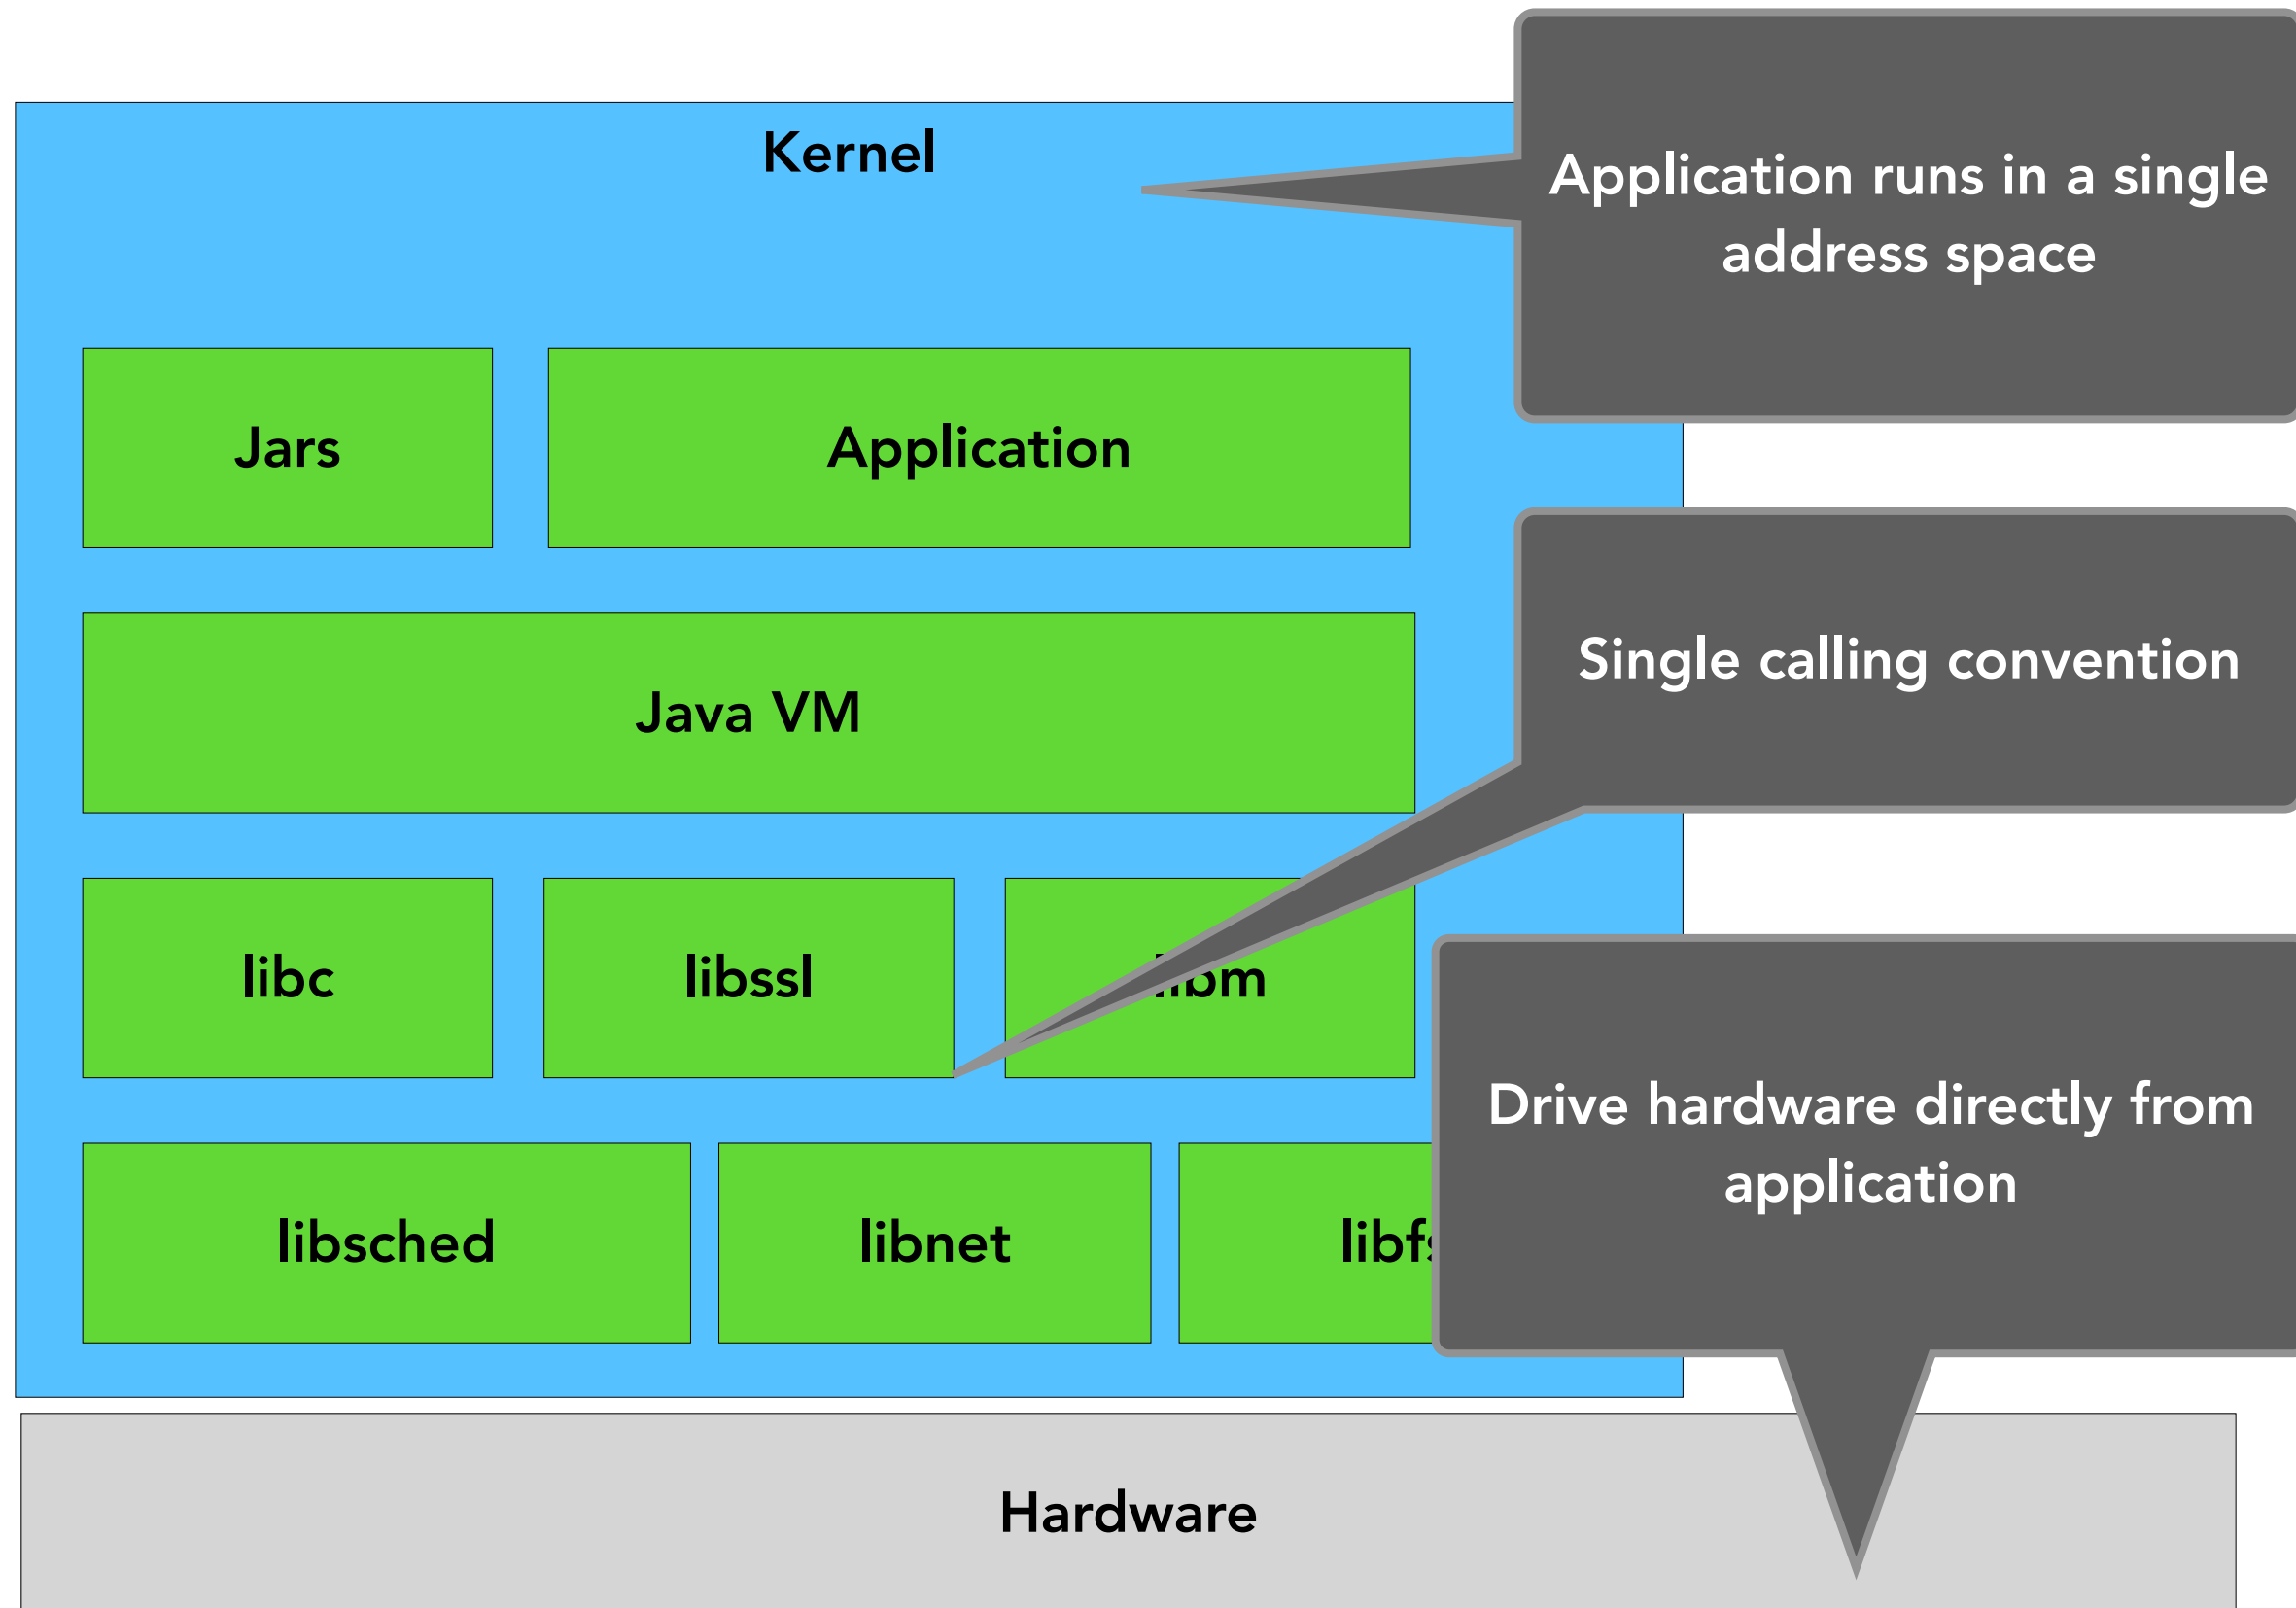 Kernel
Application runs in a single
address space
Jars
Application
Single calling convention
Java VM
libc
libssl
libm
Drive hardware directly from
application
libsched
libnet
Hardware